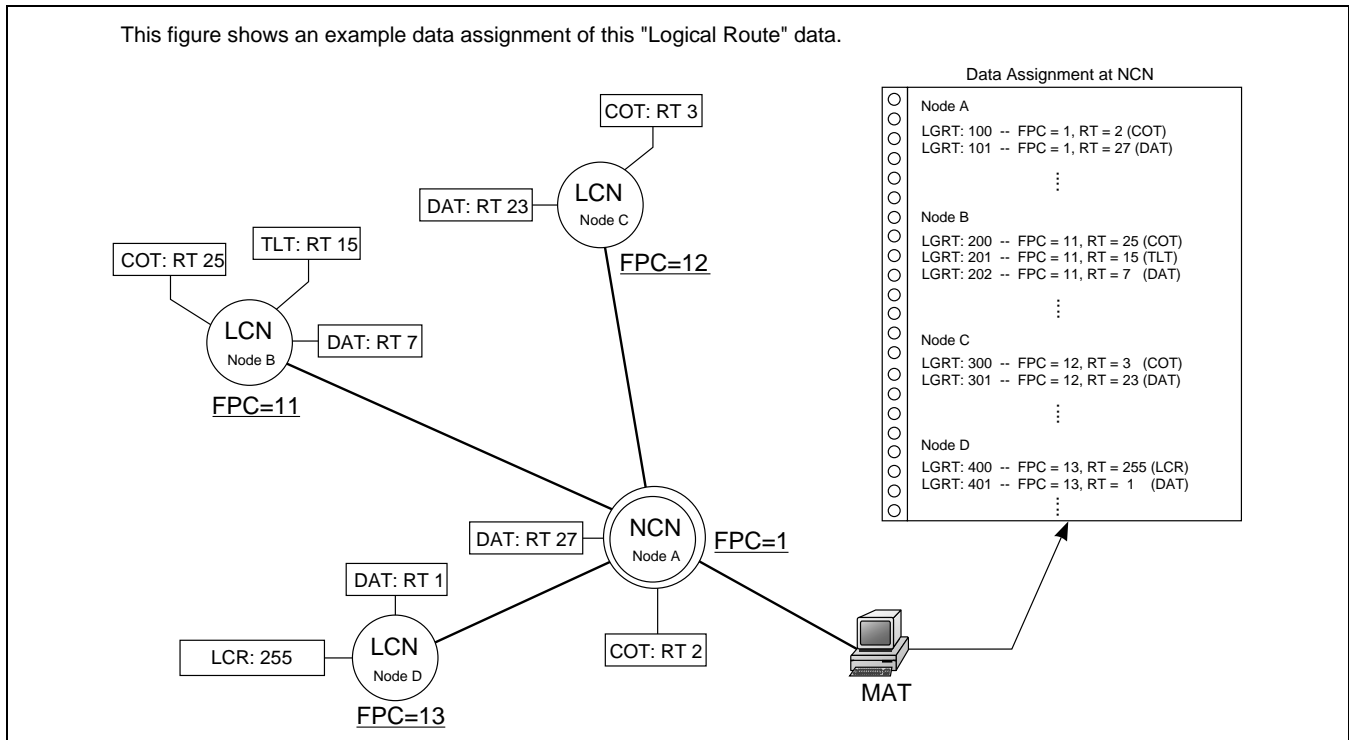 This figure shows an example data assignment of this "Logical Route" data.
COT: RT 3
DAT: RT 23
LCN
Node C
FPC=12
TLT: RT 15
COT: RT 25
LCN
Node B
DAT: RT 7
FPC=11
DAT: RT 27
NCN
Node A
FPC=1
COT: RT 2
DAT: RT 1
LCR: 255
LCN
Node D
FPC=13
MAT
Data Assignment at NCN
Node A
LGRT: 100 -- FPC = 1, RT = 2 (COT)
LGRT: 101 -- FPC = 1, RT = 27 (DAT)
Node B
LGRT: 200 -- FPC = 11, RT = 25 (COT)
LGRT: 201 -- FPC = 11, RT = 15 (TLT)
LGRT: 202 -- FPC = 11, RT = 7 (DAT)
Node C
LGRT: 300 -- FPC = 12, RT = 3 (COT)
LGRT: 301 -- FPC = 12, RT = 23 (DAT)
Node D
LGRT: 400 -- FPC = 13, RT = 255 (LCR)
LGRT: 401 -- FPC = 13, RT = 1 (DAT)